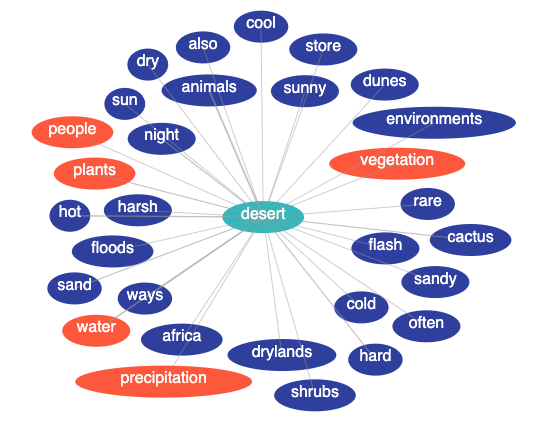 cool
also
store
dry
animals
sunny
dunes
sun
environments
people
night
vegetation
plants
hot
harsh
desert
rare
floods
flash
cactus
sand
ways
sandy
cold
water
africa
often
drylands
hard
precipitation
shrubs